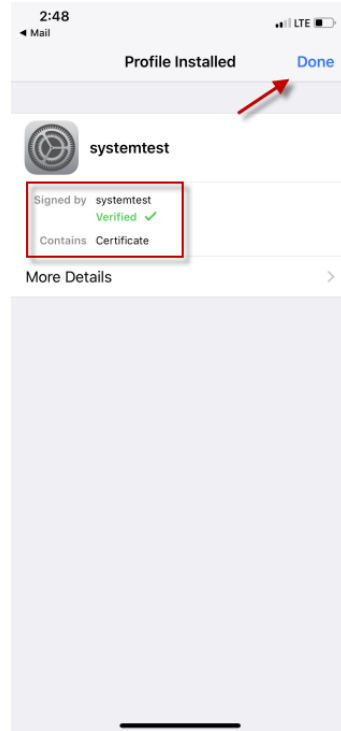 2:48
LTE
Mail
Profile Installed Done
systemtest
Signed by systemtest
Verified
Contains Certificate
More Details